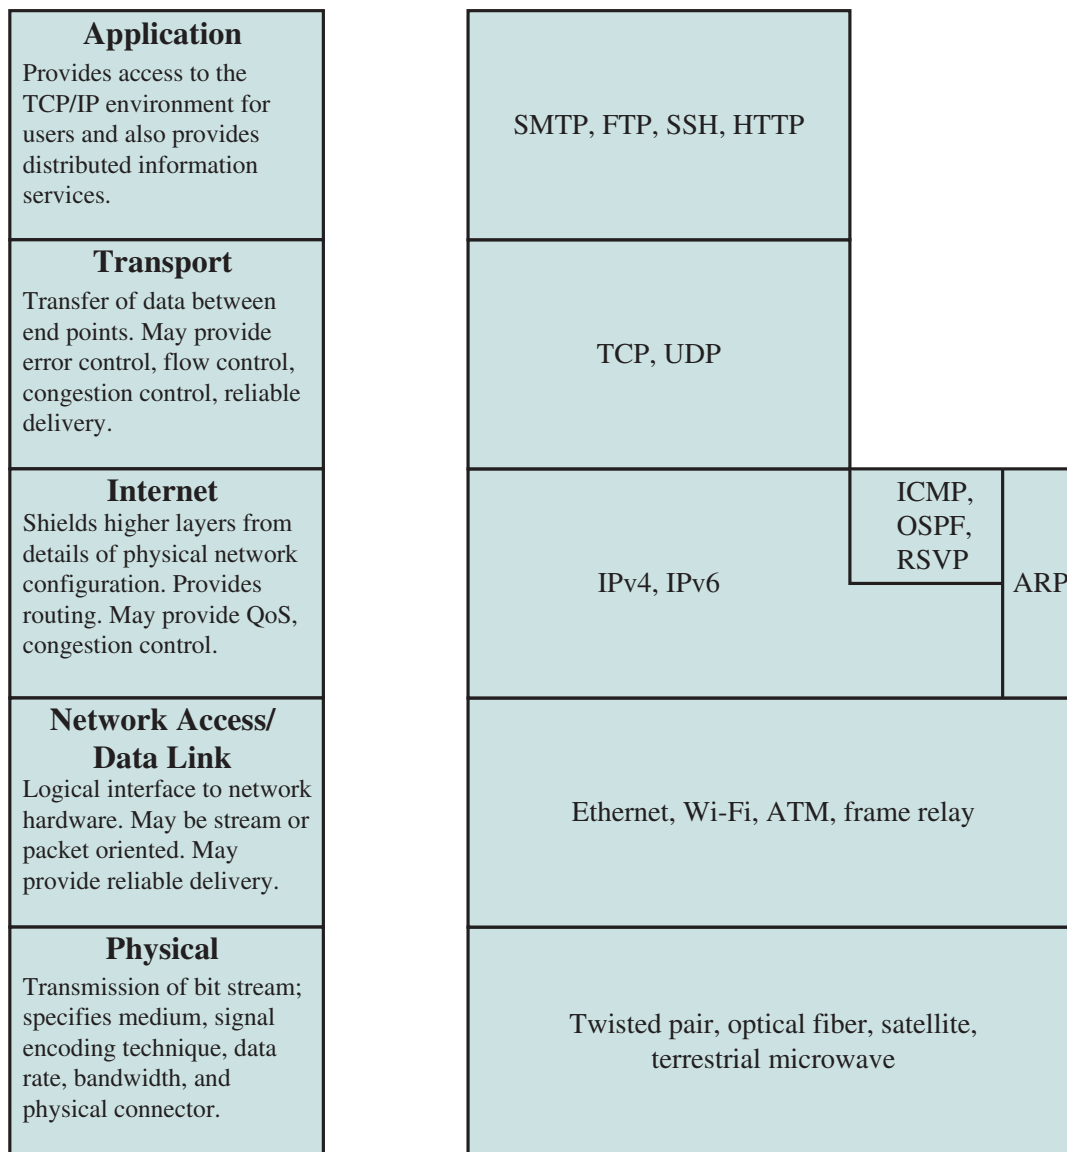 Application
Provides access to the
TCP/IP environment for
users and also provides
distributed information
services.
SMTP, FTP, SSH, HTTP
Transport
Transfer of data between
end points. May provide
error control, flow control,
congestion control, reliable
delivery.
TCP, UDP
Internet
Shields higher layers from
details of physical network
configuration. Provides
routing. May provide QoS,
congestion control.
IPv4, IPv6
ICMP,
OSPF,
RSVP
ARP
Network Access/
Data Link
Logical interface to network
hardware. May be stream or
packet oriented. May
provide reliable delivery.
Ethernet, Wi-Fi, ATM, frame relay
Physical
Transmission of bit stream;
specifies medium, signal
encoding technique, data
rate, bandwidth, and
physical connector.
Twisted pair, optical fiber, satellite,
terrestrial microwave